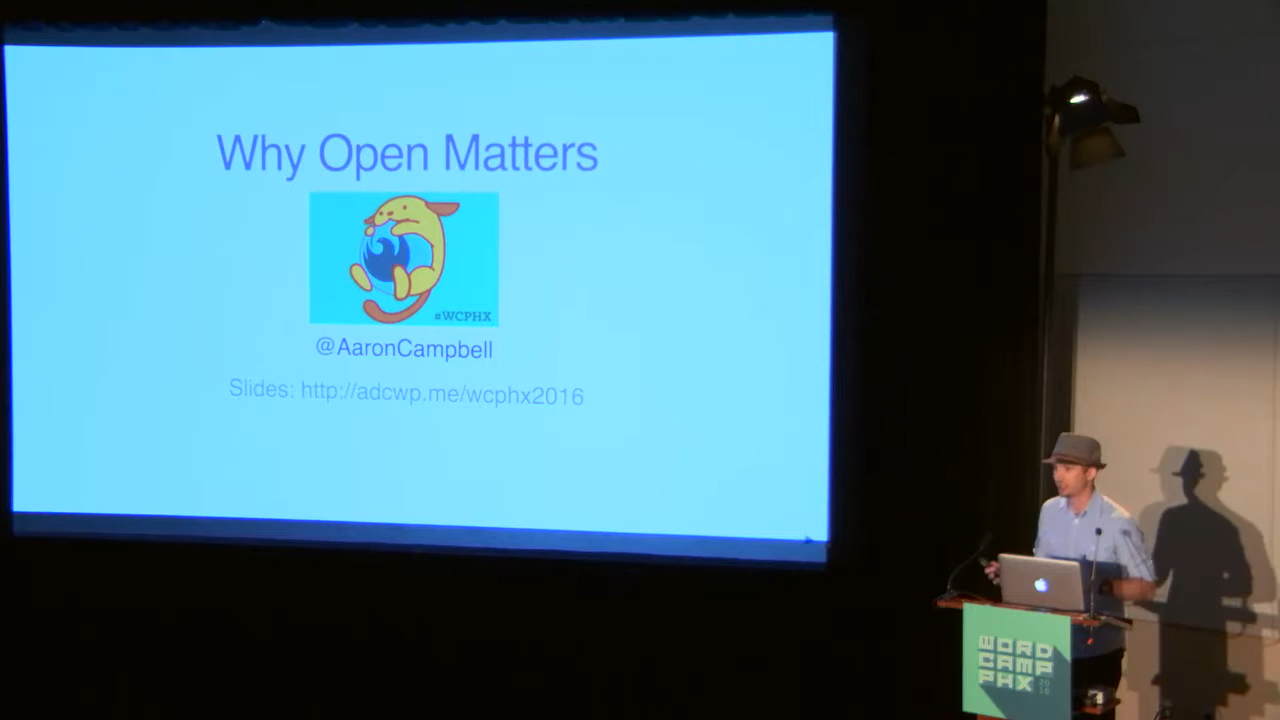 Why Open Matters
#WCPHX
@AaronCampbell
Slides: http://adcwp.me/wcphx2016
WORD
CAMP
PHX
2016